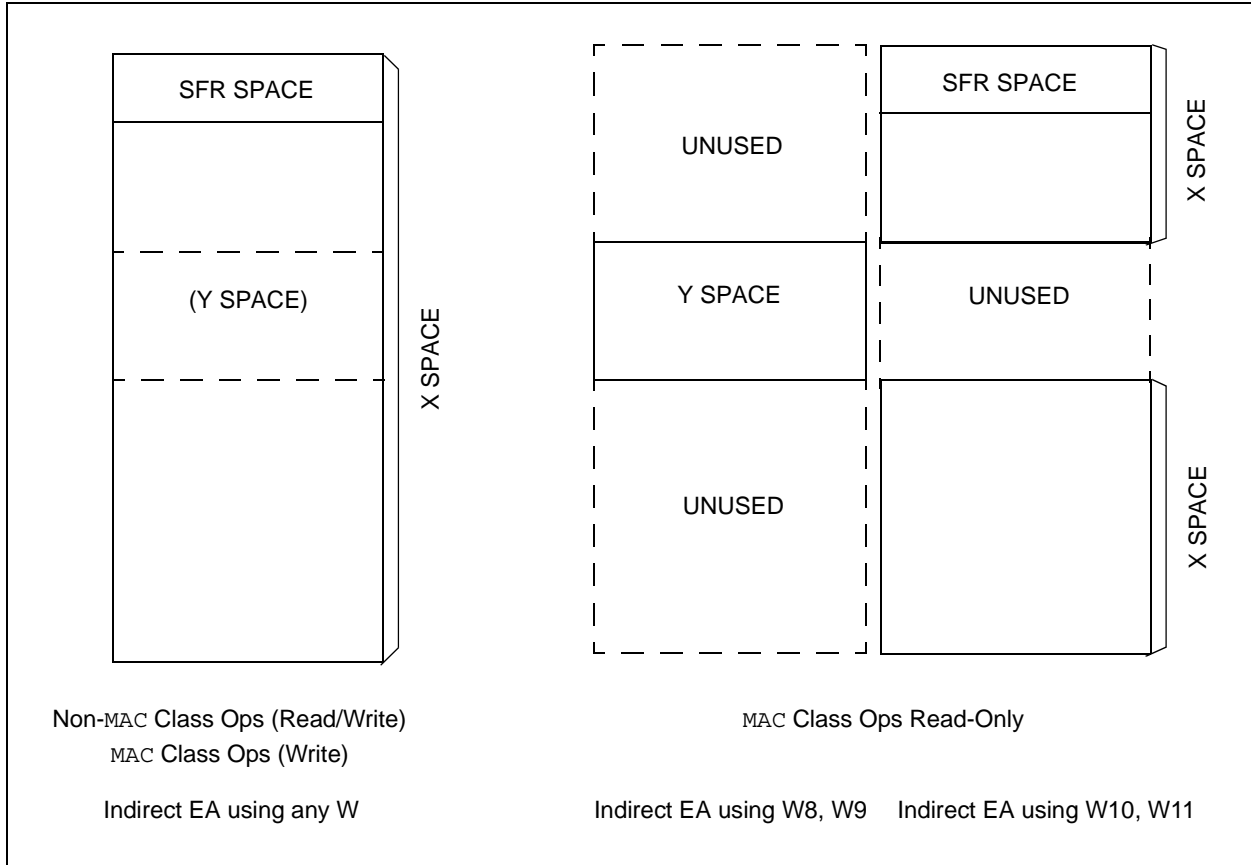 SFR SPACE
(Y SPACE)
X SPACE
Non-MAC Class Ops (Read/Write)
MAC Class Ops (Write)
Indirect EA using any W
UNUSED
Y SPACE
UNUSED
SFR SPACE
X SPACE
UNUSED
X SPACE
MAC Class Ops Read-Only
Indirect EA using W8, W9
Indirect EA using W10, W11